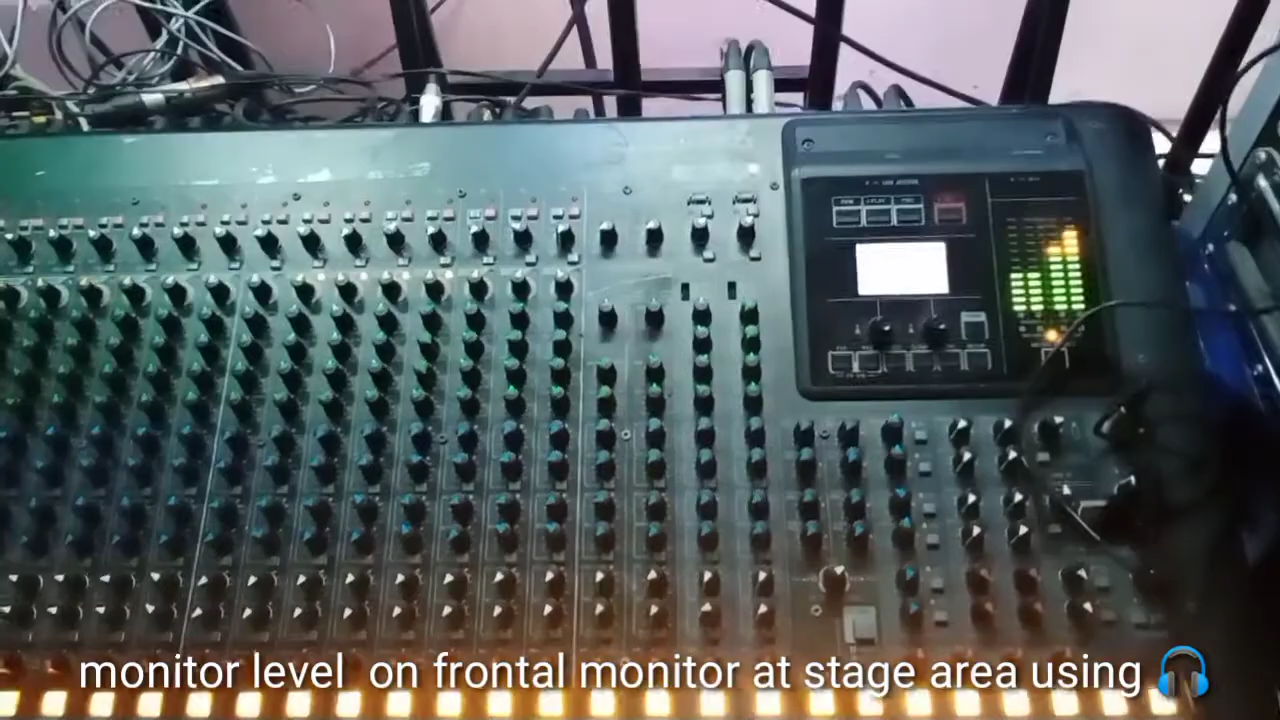 monitor level  on frontal monitor at stage area using 🎧